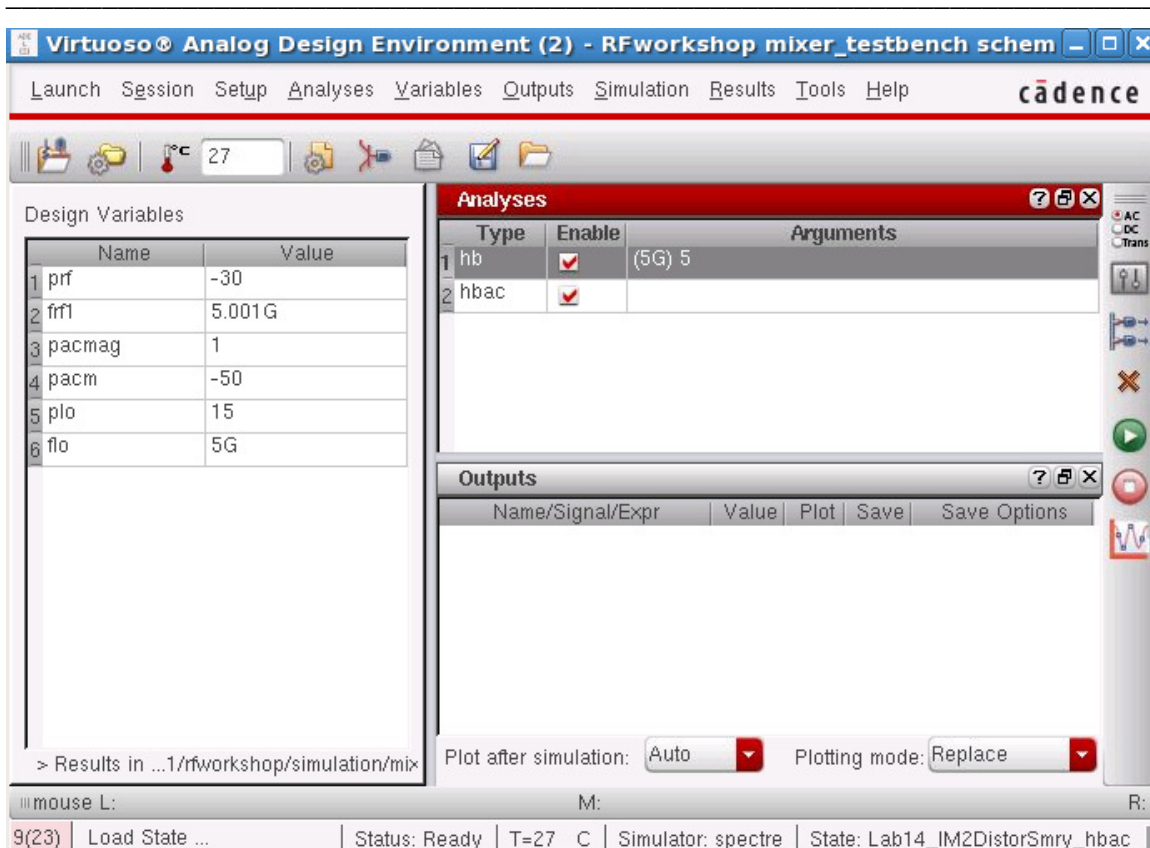 Virtuoso® Analog Design Environment (2) - RFworkshop mixer_testbench schem
Launch Session Setup Analyses Variables Outputs Simulation Results Tools Help cādence
°C 27
Design Variables
Name Value
1 prf -30
2 frf1 5.001G
3 pacmag 1
4 pacm -50
5 plo 15
6 flo 5G
> Results in ...1/rfworkshop/simulation/mix
Analyses
Type Enable Arguments
1 hb (5G) 5
2 hbac
Outputs
Name/Signal/Expr Value Plot Save Save Options
Plot after simulation: Auto Plotting mode: Replace
AC
DC
Trans
mouse L: M: R:
9(23) Load State ... Status: Ready T=27 C Simulator: spectre State: Lab14_IM2DistorSmry_hbac